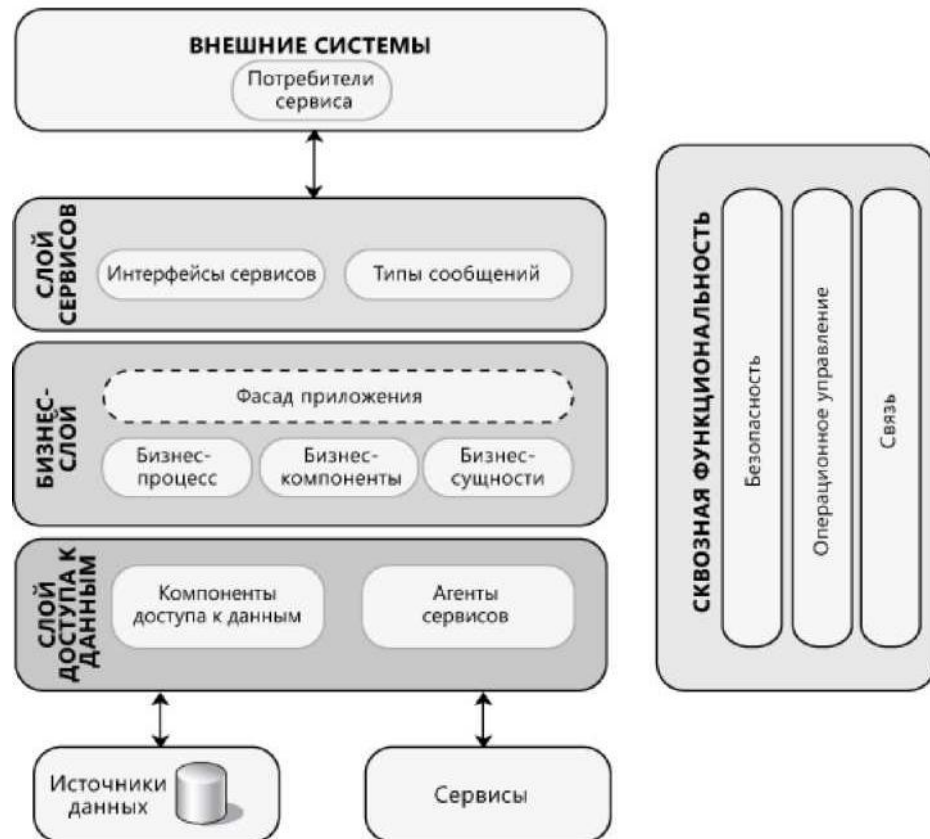 ВНЕШНИЕ СИСТЕМЫ
Потребители
сервиса
СЛОЙ
СЕРВИСОВ
Интерфейсы сервисов
Типы сообщений
БИЗНЕС-
СЛОЙ
Фасад приложения
Бизнес-
процесс
Бизнес-
компоненты
Бизнес-
сущности
СЛОЙ
ДОСТУПА К
ДАННЫМ
Компоненты
доступа к данным
Агенты
сервисов
Источники
данных
Сервисы
СКВОЗНАЯ ФУНКЦИОНАЛЬНОСТЬ
Безопасность
Операционное управление
Связь